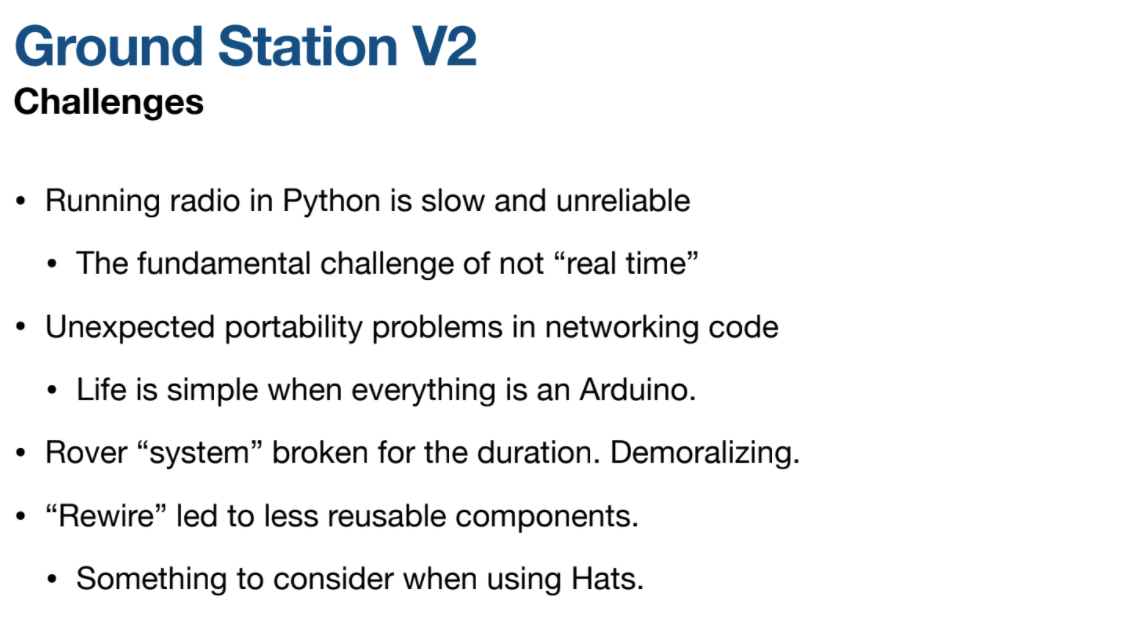 Ground Station V2
Challenges
• Running radio in Python is slow and unreliable
• The fundamental challenge of not “real time”
• Unexpected portability problems in networking code
• Life is simple when everything is an Arduino.
• Rover “system” broken for the duration. Demoralizing.
• “Rewire” led to less reusable components.
• Something to consider when using Hats.